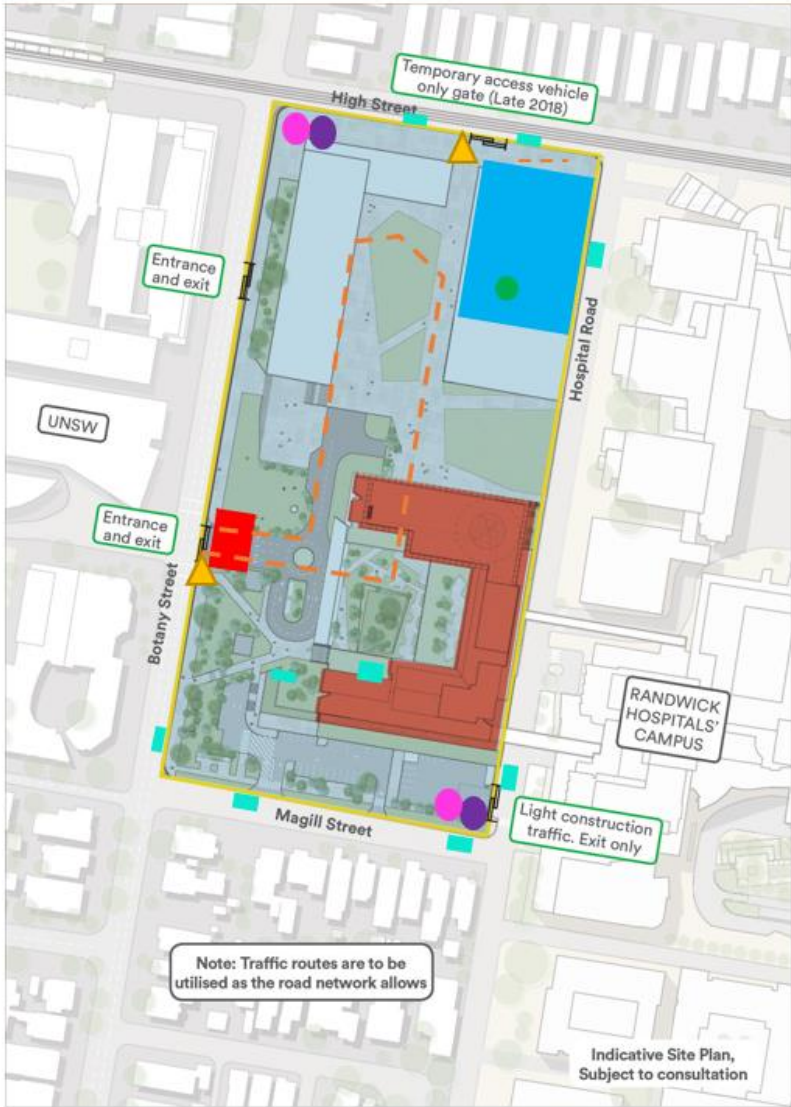 Temporary access vehicle
only gate (Late 2018)
High Street
Entrance
and exit
Hospital Road
UNSW
Entrance
and exit
Botany Street
RANDWICK
HOSPITALS'
CAMPUS
Light construction
traffic. Exit only
Magill Street
Note: Traffic routes are to be
utilised as the road network allows
Indicative Site Plan,
Subject to consultation